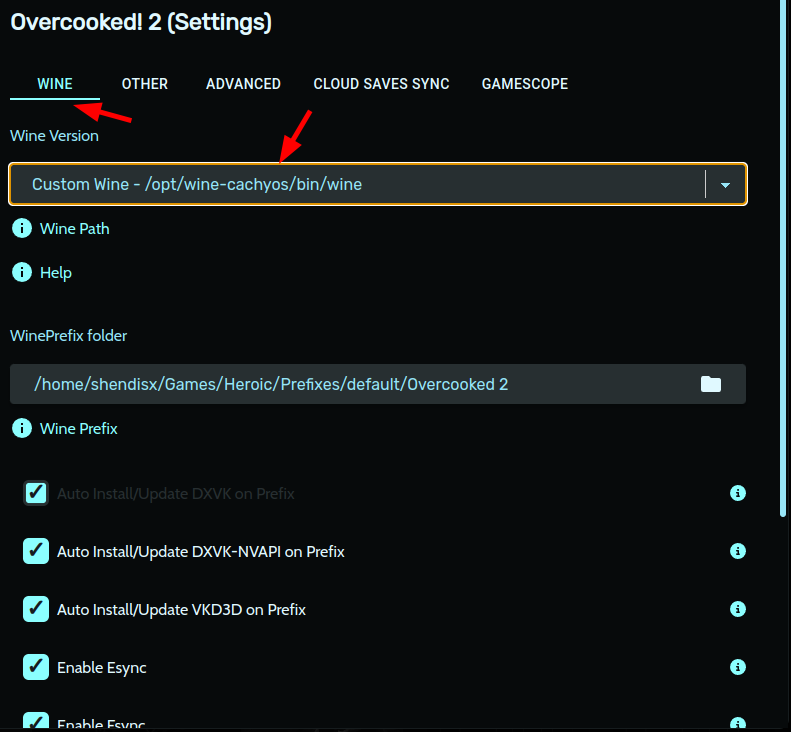 Overcooked! 2 (Settings)
WINE OTHER ADVANCED CLOUD SAVES SYNC GAMESCOPE
Wine Version
Custom Wine - /opt/wine-cachyos/bin/wine
Wine Path
Help
WinePrefix folder
/home/shendisx/Games/Heroic/Prefixes/default/Overcooked 2
Wine Prefix
Auto Install/Update DXVK on Prefix
Auto Install/Update DXVK-NVAPI on Prefix
Auto Install/Update VKD3D on Prefix
Enable Esync
Enable Fsync